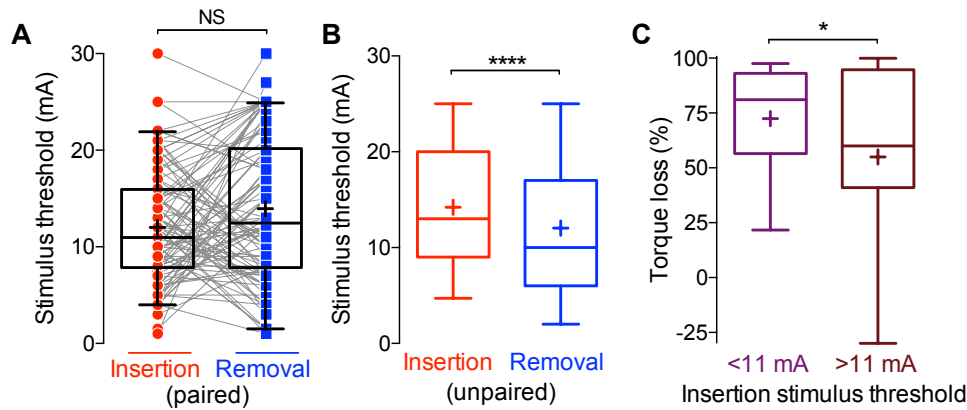 A
NS
Stimulus threshold (mA)
30
20
10
0
Insertion Removal
(paired)
B
****
Stimulus threshold (mA)
30
20
10
0
Insertion Removal
(unpaired)
C
*
Torque loss (%)
100
75
50
25
0
-25
<11 mA >11 mA
Insertion stimulus threshold